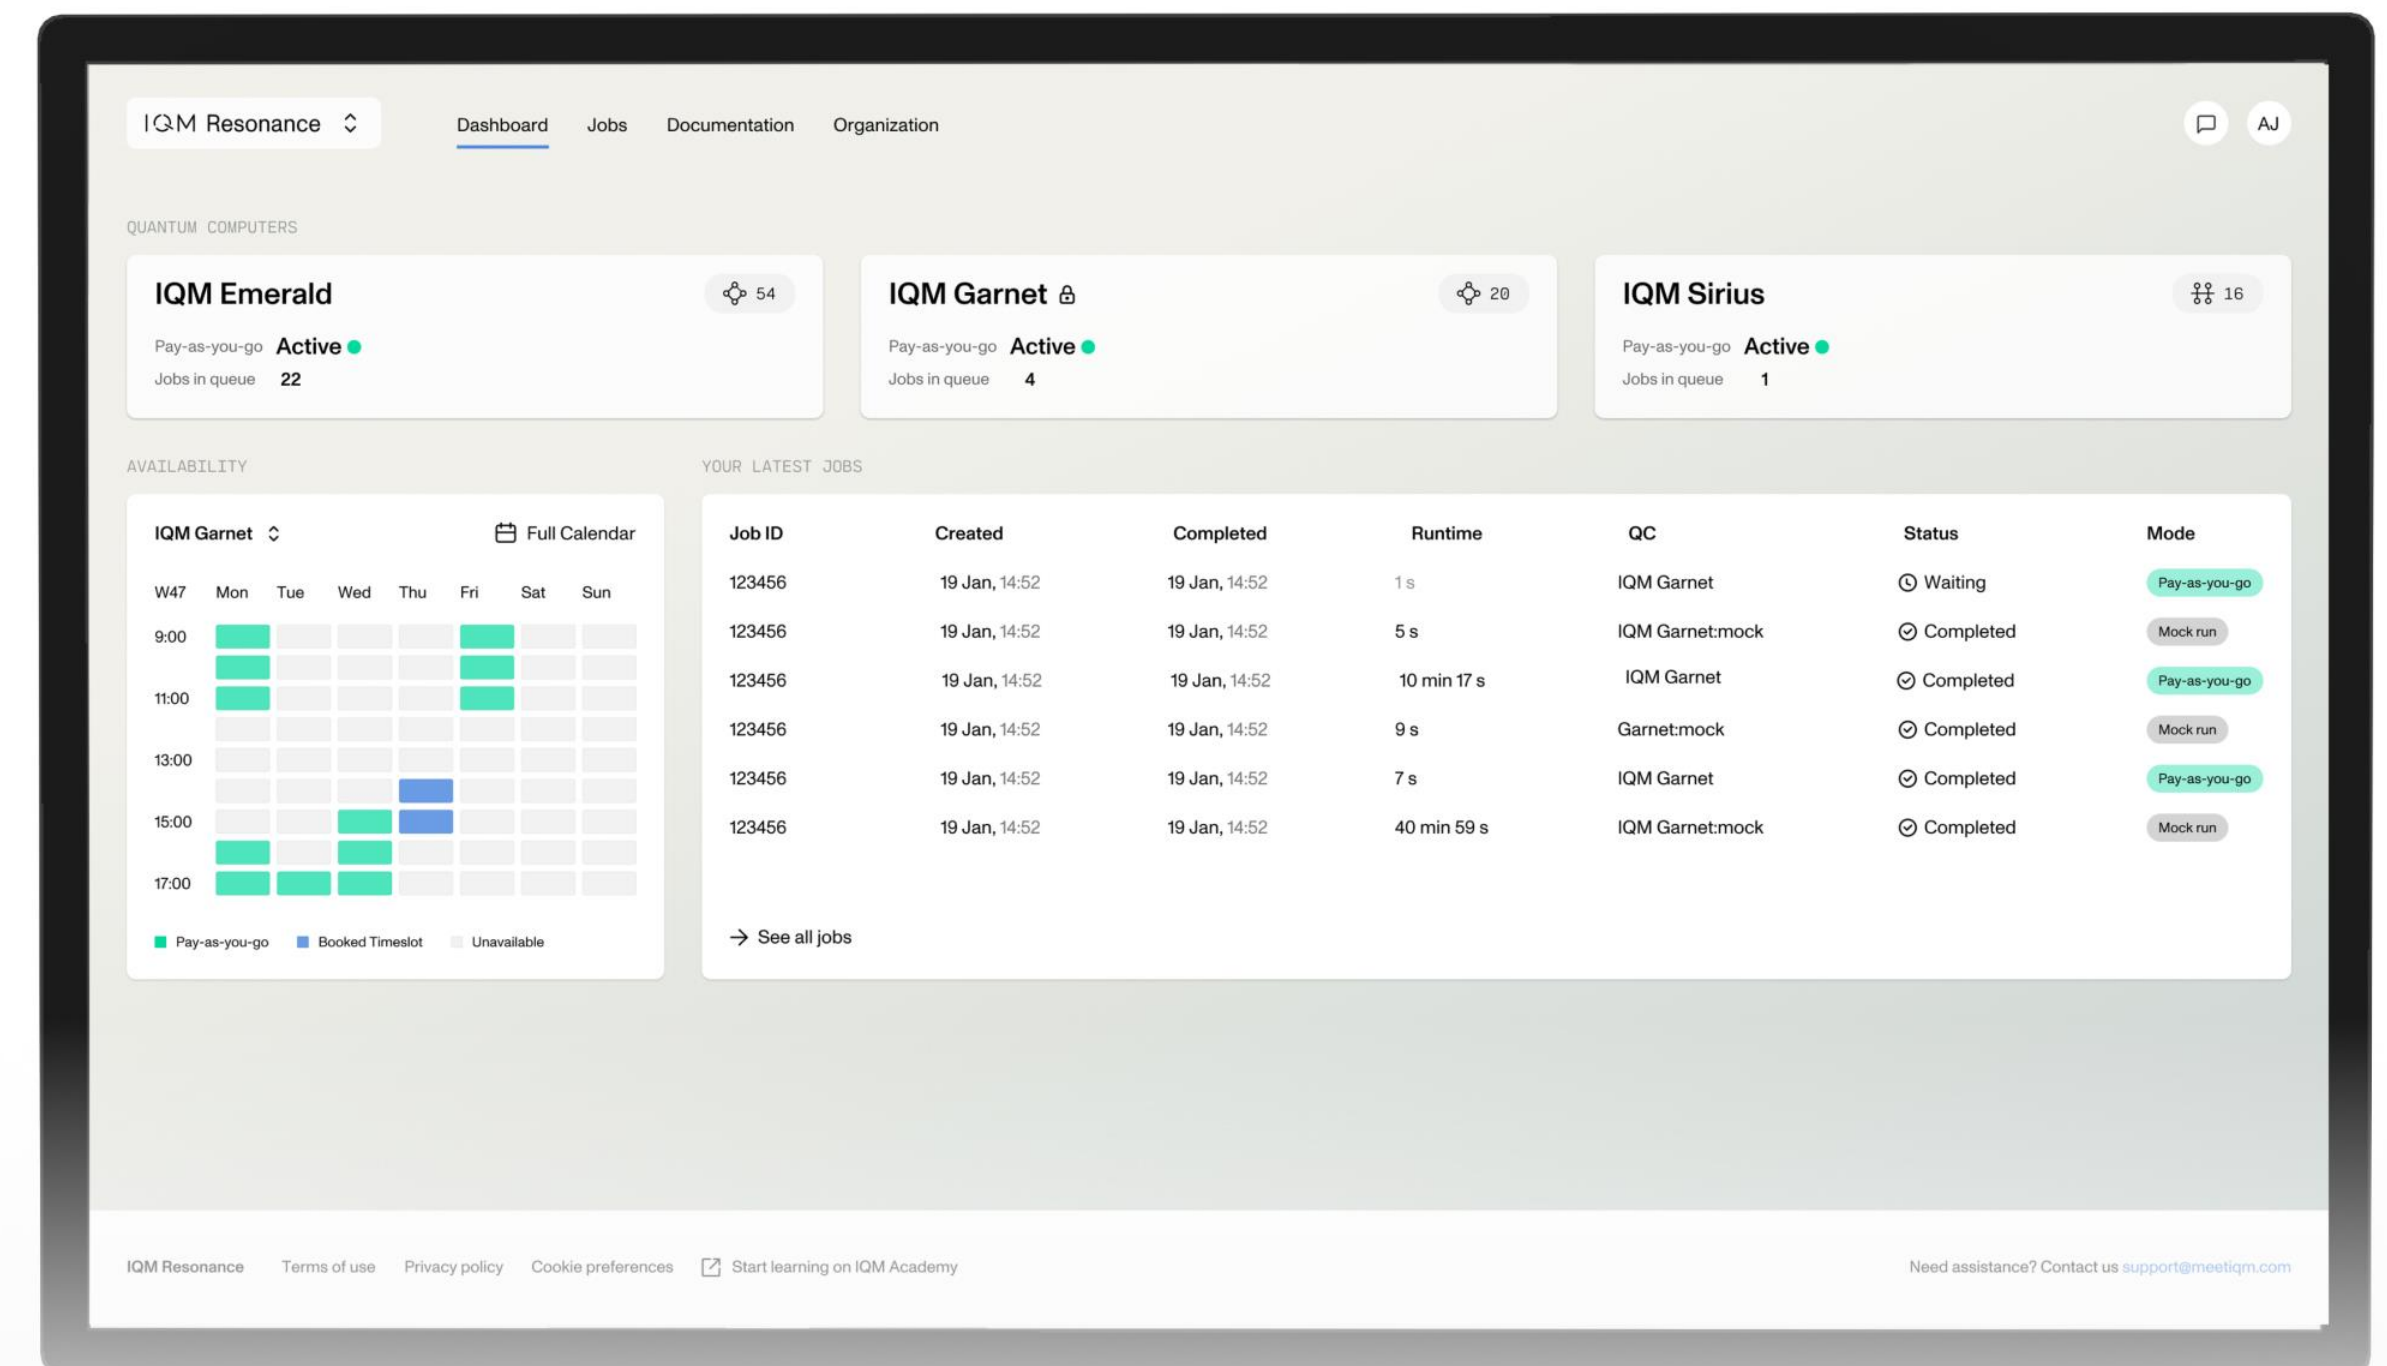 IQM Resonance Dashboard Jobs Documentation Organization AJ
QUANTUM COMPUTERS
IQM Emerald 54
Pay-as-you-go Active
Jobs in queue 22
IQM Garnet 20
Pay-as-you-go Active
Jobs in queue 4
IQM Sirius 16
Pay-as-you-go Active
Jobs in queue 1
AVAILABILITY
IQM Garnet Full Calendar
W47 Mon Tue Wed Thu Fri Sat Sun
9:00
11:00
13:00
15:00
17:00
Pay-as-you-go Booked Timeslot Unavailable
YOUR LATEST JOBS
Job ID Created Completed Runtime QC Status Mode
123456 19 Jan, 14:52 19 Jan, 14:52 1 s IQM Garnet Waiting Pay-as-you-go
123456 19 Jan, 14:52 19 Jan, 14:52 5 s IQM Garnet:mock Completed Mock run
123456 19 Jan, 14:52 19 Jan, 14:52 10 min 17 s IQM Garnet Completed Pay-as-you-go
123456 19 Jan, 14:52 19 Jan, 14:52 9 s Garnet:mock Completed Mock run
123456 19 Jan, 14:52 19 Jan, 14:52 7 s IQM Garnet Completed Pay-as-you-go
123456 19 Jan, 14:52 19 Jan, 14:52 40 min 59 s IQM Garnet:mock Completed Mock run
See all jobs
IQM Resonance Terms of use Privacy policy Cookie preferences Start learning on IQM Academy Need assistance? Contact us support@meetiqm.com